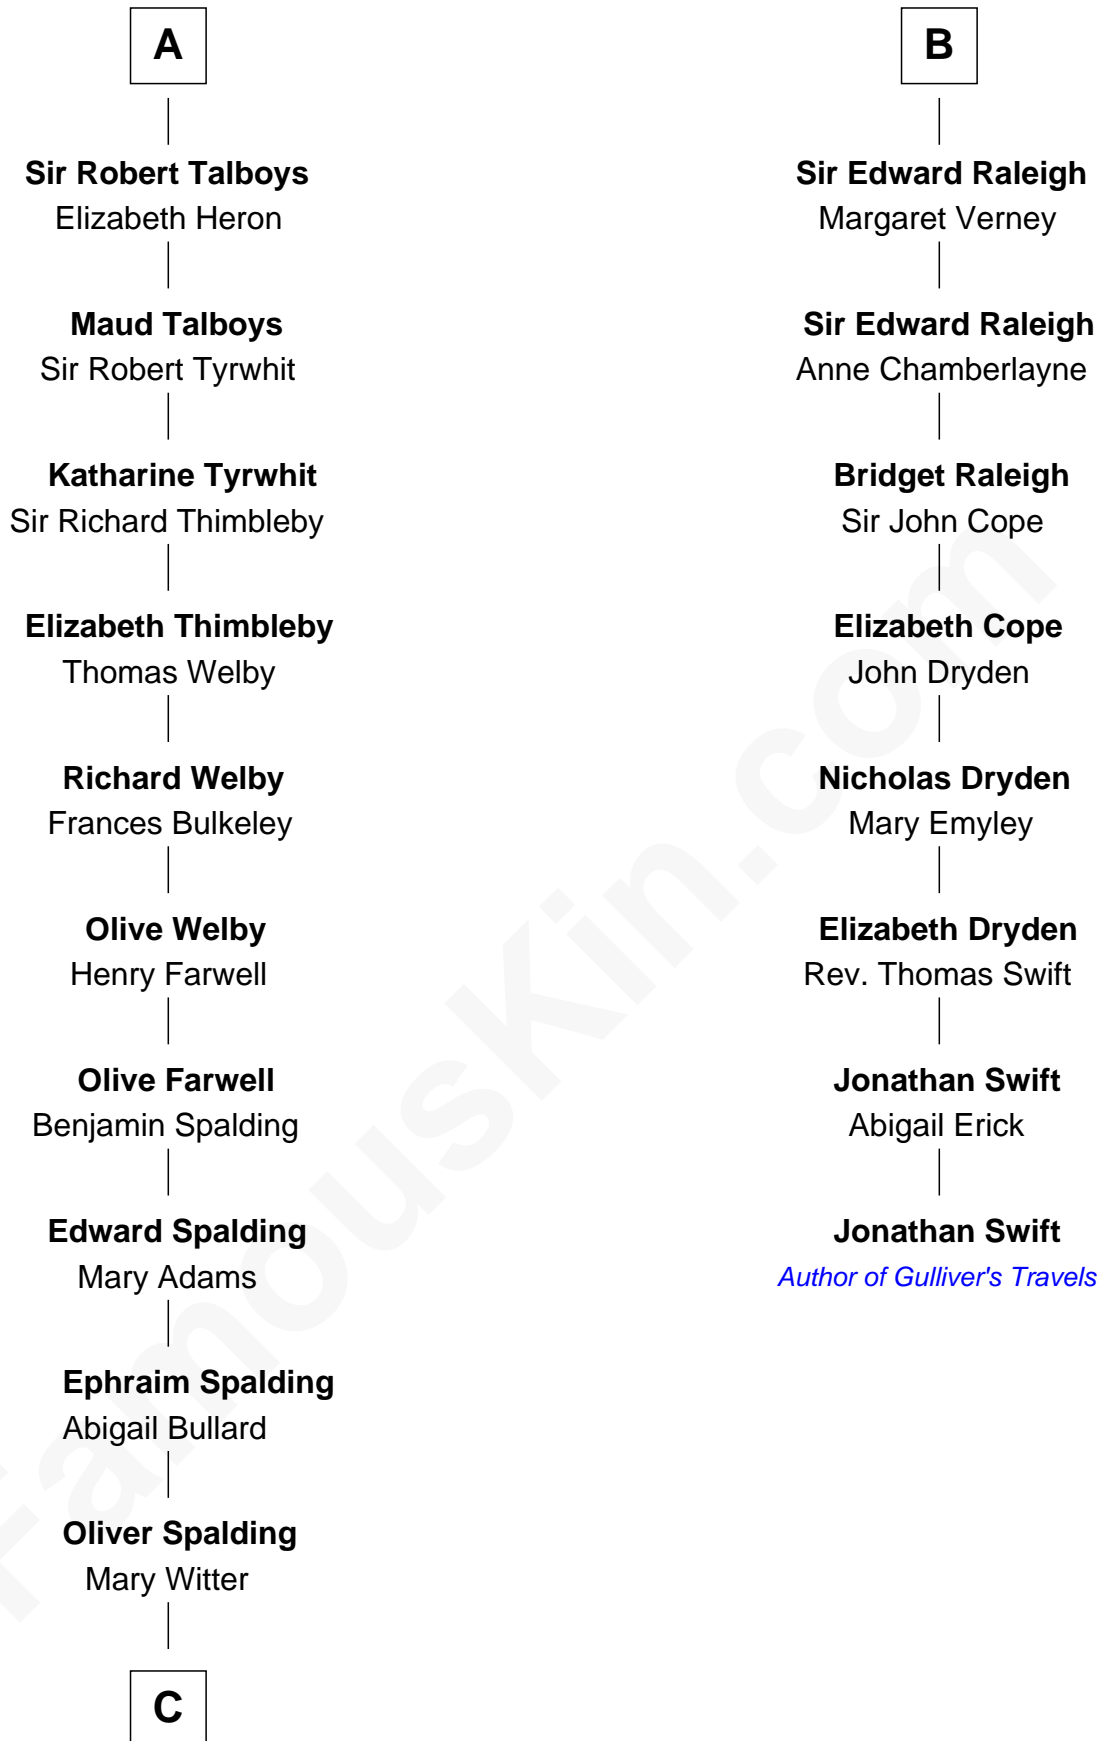 A
Sir Robert Talboys
Elizabeth Heron
Maud Talboys
Sir Robert Tyrwhit
Katharine Tyrwhit
Sir Richard Thimbleby
Elizabeth Thimbleby
Thomas Welby
Richard Welby
Frances Bulkeley
Olive Welby
Henry Farwell
Olive Farwell
Benjamin Spalding
Edward Spalding
Mary Adams
Ephraim Spalding
Abigail Bullard
Oliver Spalding
Mary Witter
C
B
Sir Edward Raleigh
Margaret Verney
Sir Edward Raleigh
Anne Chamberlayne
Bridget Raleigh
Sir John Cope
Elizabeth Cope
John Dryden
Nicholas Dryden
Mary Emyley
Elizabeth Dryden
Rev. Thomas Swift
Jonathan Swift
Abigail Erick
Jonathan Swift
Author of Gulliver's Travels
FamousKin.com